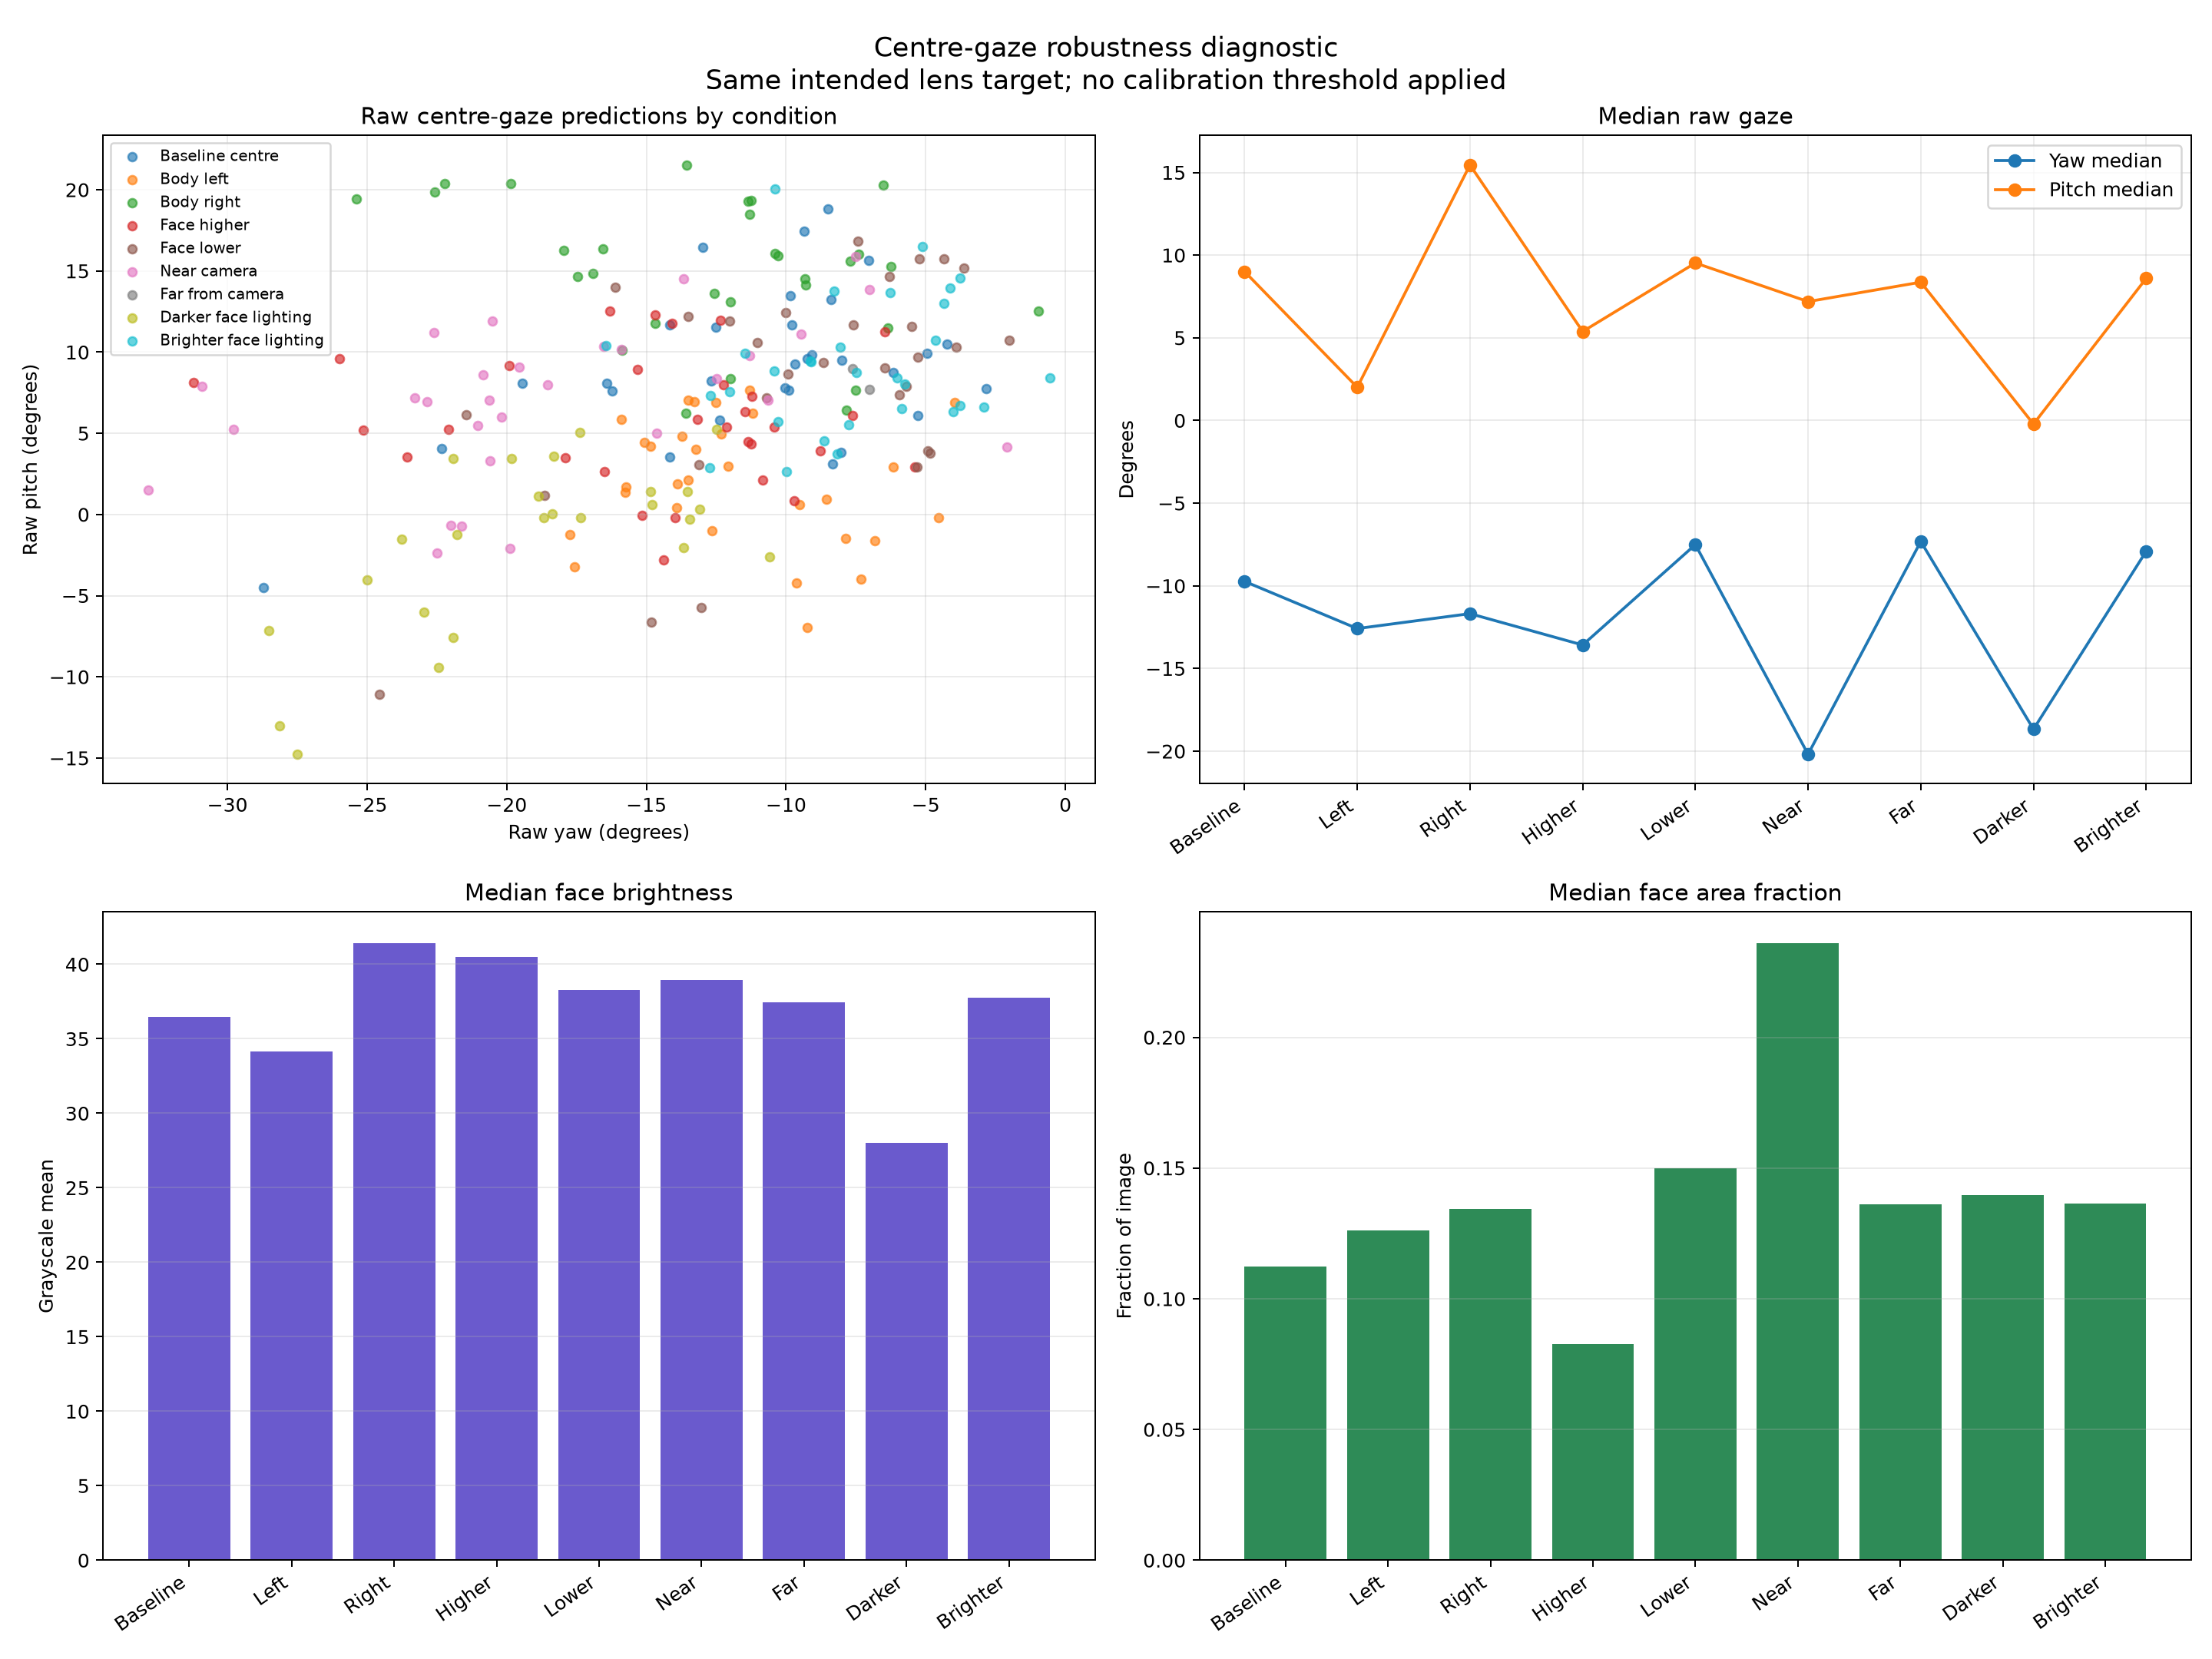 Centre-gaze robustness diagnostic
Same intended lens target; no calibration threshold applied
Raw centre-gaze predictions by condition
Baseline centre
Body left
Body right
Face higher
Face lower
Near camera
Far from camera
Darker face lighting
Brighter face lighting
20
15
10
5
0
−5
−10
−15
Raw pitch (degrees)
−30
−25
−20
−15
−10
−5
0
Raw yaw (degrees)
Median raw gaze
Yaw median
Pitch median
15
10
5
0
−5
−10
−15
−20
Degrees
Baseline
Left
Right
Higher
Lower
Near
Far
Darker
Brighter
Median face brightness
40
35
30
25
20
15
10
5
0
Grayscale mean
Baseline
Left
Right
Higher
Lower
Near
Far
Darker
Brighter
Median face area fraction
0.20
0.15
0.10
0.05
0.00
Fraction of image
Baseline
Left
Right
Higher
Lower
Near
Far
Darker
Brighter